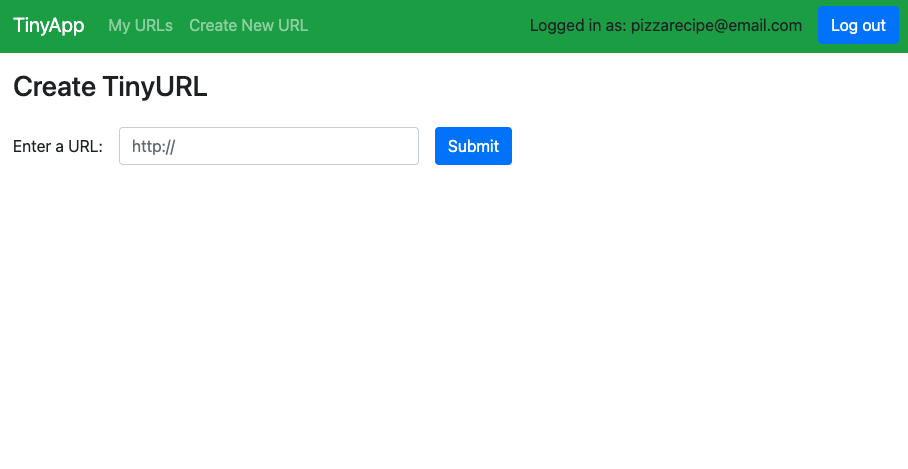 TinyApp My URLs Create New URL Logged in as: pizzarecipe@email.com Log out
Create TinyURL
Enter a URL: http:// Submit